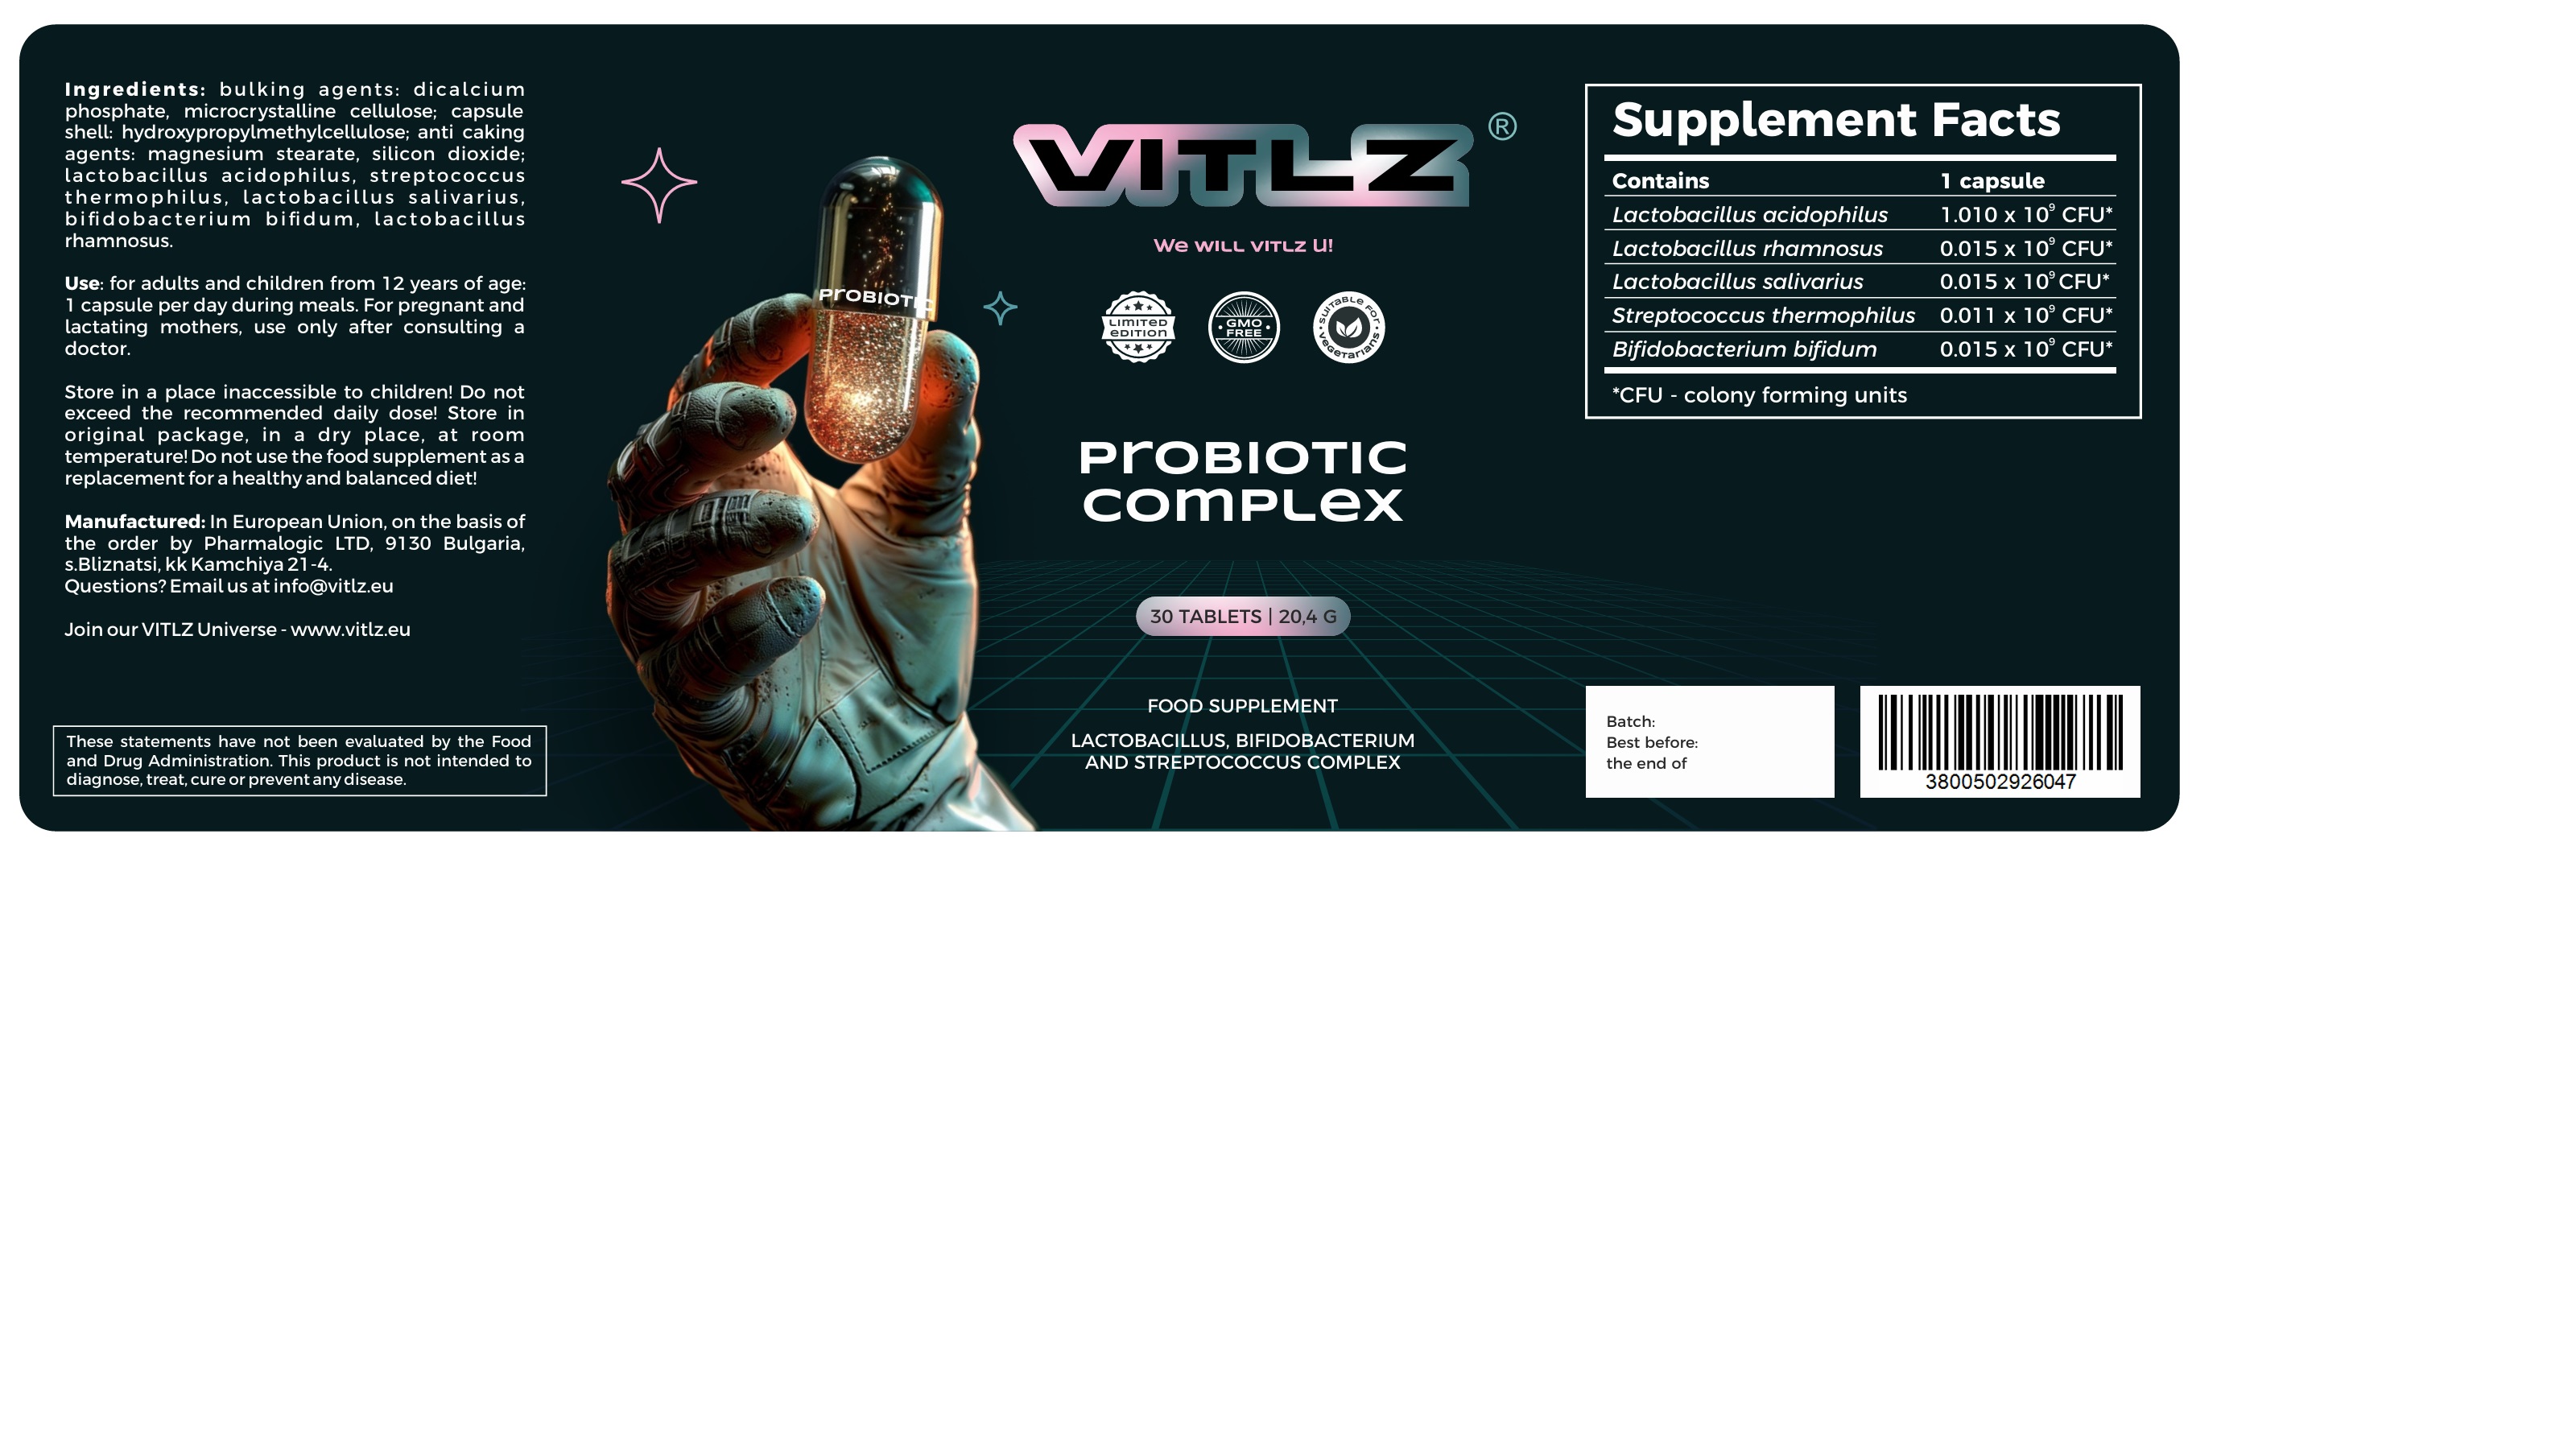 Ingredients: bulking agents: dicalcium
phosphate, microcrystalline cellulose; capsule
shell: hydroxypropylmethylcellulose; anti caking
agents: magnesium stearate, silicon dioxide;
lactobacillus acidophilus, streptococcus
thermophilus, lactobacillus salivarius,
bifidobacterium bifidum, lactobacillus
rhamnosus.
Use: for adults and children from 12 years of age:
1 capsule per day during meals. For pregnant and
lactating mothers, use only after consulting a
doctor.
Store in a place inaccessible to children! Do not
exceed the recommended daily dose! Store in
original package, in a dry place, at room
temperature! Do not use the food supplement as a
replacement for a healthy and balanced diet!
Manufactured: In European Union, on the basis of
the order by Pharmalogic LTD, 9130 Bulgaria,
s.Bliznatsi, kk Kamchiya 21-4.
Questions? Email us at info@vitlz.eu
Join our VITLZ Universe - www.vitlz.eu
These statements have not been evaluated by the Food
and Drug Administration. This product is not intended to
diagnose, treat, cure or prevent any disease.
PROBIOTIC
VITLZ ®
We WILL VITLZ U!
LIMITED
EDITION
GMO
FREE
SUITABLE FOR
VEGETARIANS
PROBIOTIC
COMPLEX
30 TABLETS | 20,4 G
FOOD SUPPLEMENT
LACTOBACILLUS, BIFIDOBACTERIUM
AND STREPTOCOCCUS COMPLEX
Supplement Facts
Contains 1 capsule
Lactobacillus acidophilus 1.010 x 10⁹ CFU*
Lactobacillus rhamnosus 0.015 x 10⁹ CFU*
Lactobacillus salivarius 0.015 x 10⁹ CFU*
Streptococcus thermophilus 0.011 x 10⁹ CFU*
Bifidobacterium bifidum 0.015 x 10⁹ CFU*
*CFU - colony forming units
Batch:
Best before:
the end of
3800502926047